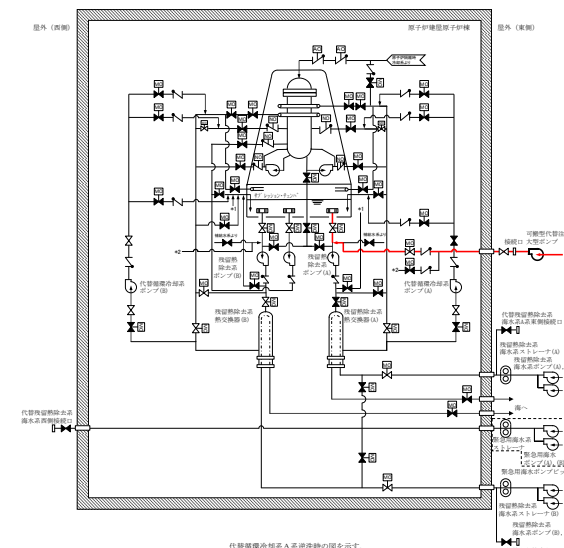 屋外（西側）
原子炉建屋原子炉棟
屋外（東側）
サプレッション・チェンバ
*1
*1
*2
*2
残留熱
除去系
ポンプ(B)
残留熱
除去系
ポンプ(A)
可搬型代替注
大型ポンプ
接続口
代替循環冷却系
ポンプ(B)
代替循環冷却系
ポンプ(A)
残留熱除去系
熱交換器(B)
残留熱除去系
熱交換器(A)
代替残留熱除去系
海水系A系東側接続口
残留熱除去系
海水系ストレーナ(A)
残留熱除去系
海水系ポンプ(A),
海へ
代替残留熱除去系
海水系西側接続口
緊急用海水系
ストレーナ
緊急用海水
ポンプ(A),(B)
緊急用海水ポンプピッ
残留熱除去系
海水系ストレーナ(B)
残留熱除去系
海水系ポンプ(B),
代替循環冷却系A系逆洗時の図を示す